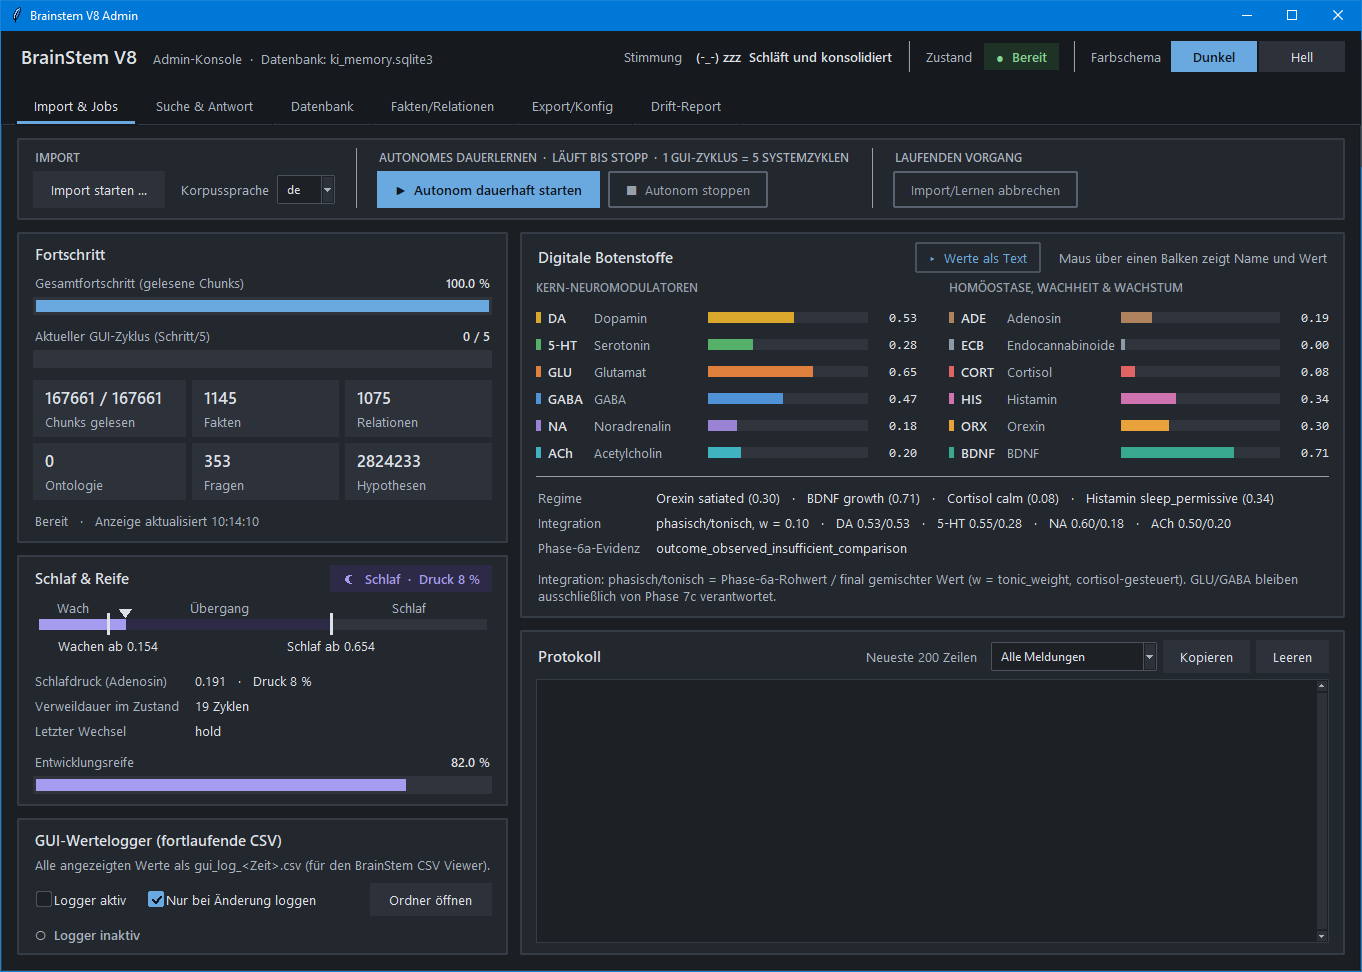 Brainstem V8 Admin
BrainStem V8 Admin-Konsole · Datenbank: ki_memory.sqlite3 Stimmung (-_-) zzz Schläft und konsolidiert Zustand ● Bereit Farbschema Dunkel Hell
Import & Jobs Suche & Antwort Datenbank Fakten/Relationen Export/Konfig Drift-Report
IMPORT
Import starten ... Korpussprache de
AUTONOMES DAUERLERNEN · LÄUFT BIS STOPP · 1 GUI-ZYKLUS = 5 SYSTEMZYKLEN
► Autonom dauerhaft starten ■ Autonom stoppen
LAUFENDEN VORGANG
Import/Lernen abbrechen
Fortschritt
Gesamtfortschritt (gelesene Chunks) 100.0 %
Aktueller GUI-Zyklus (Schritt/5) 0 / 5
167661 / 167661 1145 1075
Chunks gelesen Fakten Relationen
0 353 2824233
Ontologie Fragen Hypothesen
Bereit · Anzeige aktualisiert 10:14:10
Schlaf & Reife ☾ Schlaf · Druck 8 %
Wach Übergang Schlaf
Wachen ab 0.154 Schlaf ab 0.654
Schlafdruck (Adenosin) 0.191 · Druck 8 %
Verweildauer im Zustand 19 Zyklen
Letzter Wechsel hold
Entwicklungsreife 82.0 %
GUI-Wertelogger (fortlaufende CSV)
Alle angezeigten Werte als gui_log_<Zeit>.csv (für den BrainStem CSV Viewer).
Logger aktiv Nur bei Änderung loggen Ordner öffnen
○ Logger inaktiv
Digitale Botenstoffe ▸ Werte als Text Maus über einen Balken zeigt Name und Wert
KERN-NEUROMODULATOREN HOMÖOSTASE, WACHHEIT & WACHSTUM
DA Dopamin 0.53 ADE Adenosin 0.19
5-HT Serotonin 0.28 ECB Endocannabinoide 0.00
GLU Glutamat 0.65 CORT Cortisol 0.08
GABA GABA 0.47 HIS Histamin 0.34
NA Noradrenalin 0.18 ORX Orexin 0.30
ACh Acetylcholin 0.20 BDNF BDNF 0.71
Regime Orexin satiated (0.30) · BDNF growth (0.71) · Cortisol calm (0.08) · Histamin sleep_permissive (0.34)
Integration phasisch/tonisch, w = 0.10 · DA 0.53/0.53 · 5-HT 0.55/0.28 · NA 0.60/0.18 · ACh 0.50/0.20
Phase-6a-Evidenz outcome_observed_insufficient_comparison
Integration: phasisch/tonisch = Phase-6a-Rohwert / final gemischter Wert (w = tonic_weight, cortisol-gesteuert). GLU/GABA bleiben
ausschließlich von Phase 7c verantwortet.
Protokoll Neueste 200 Zeilen Alle Meldungen Kopieren Leeren